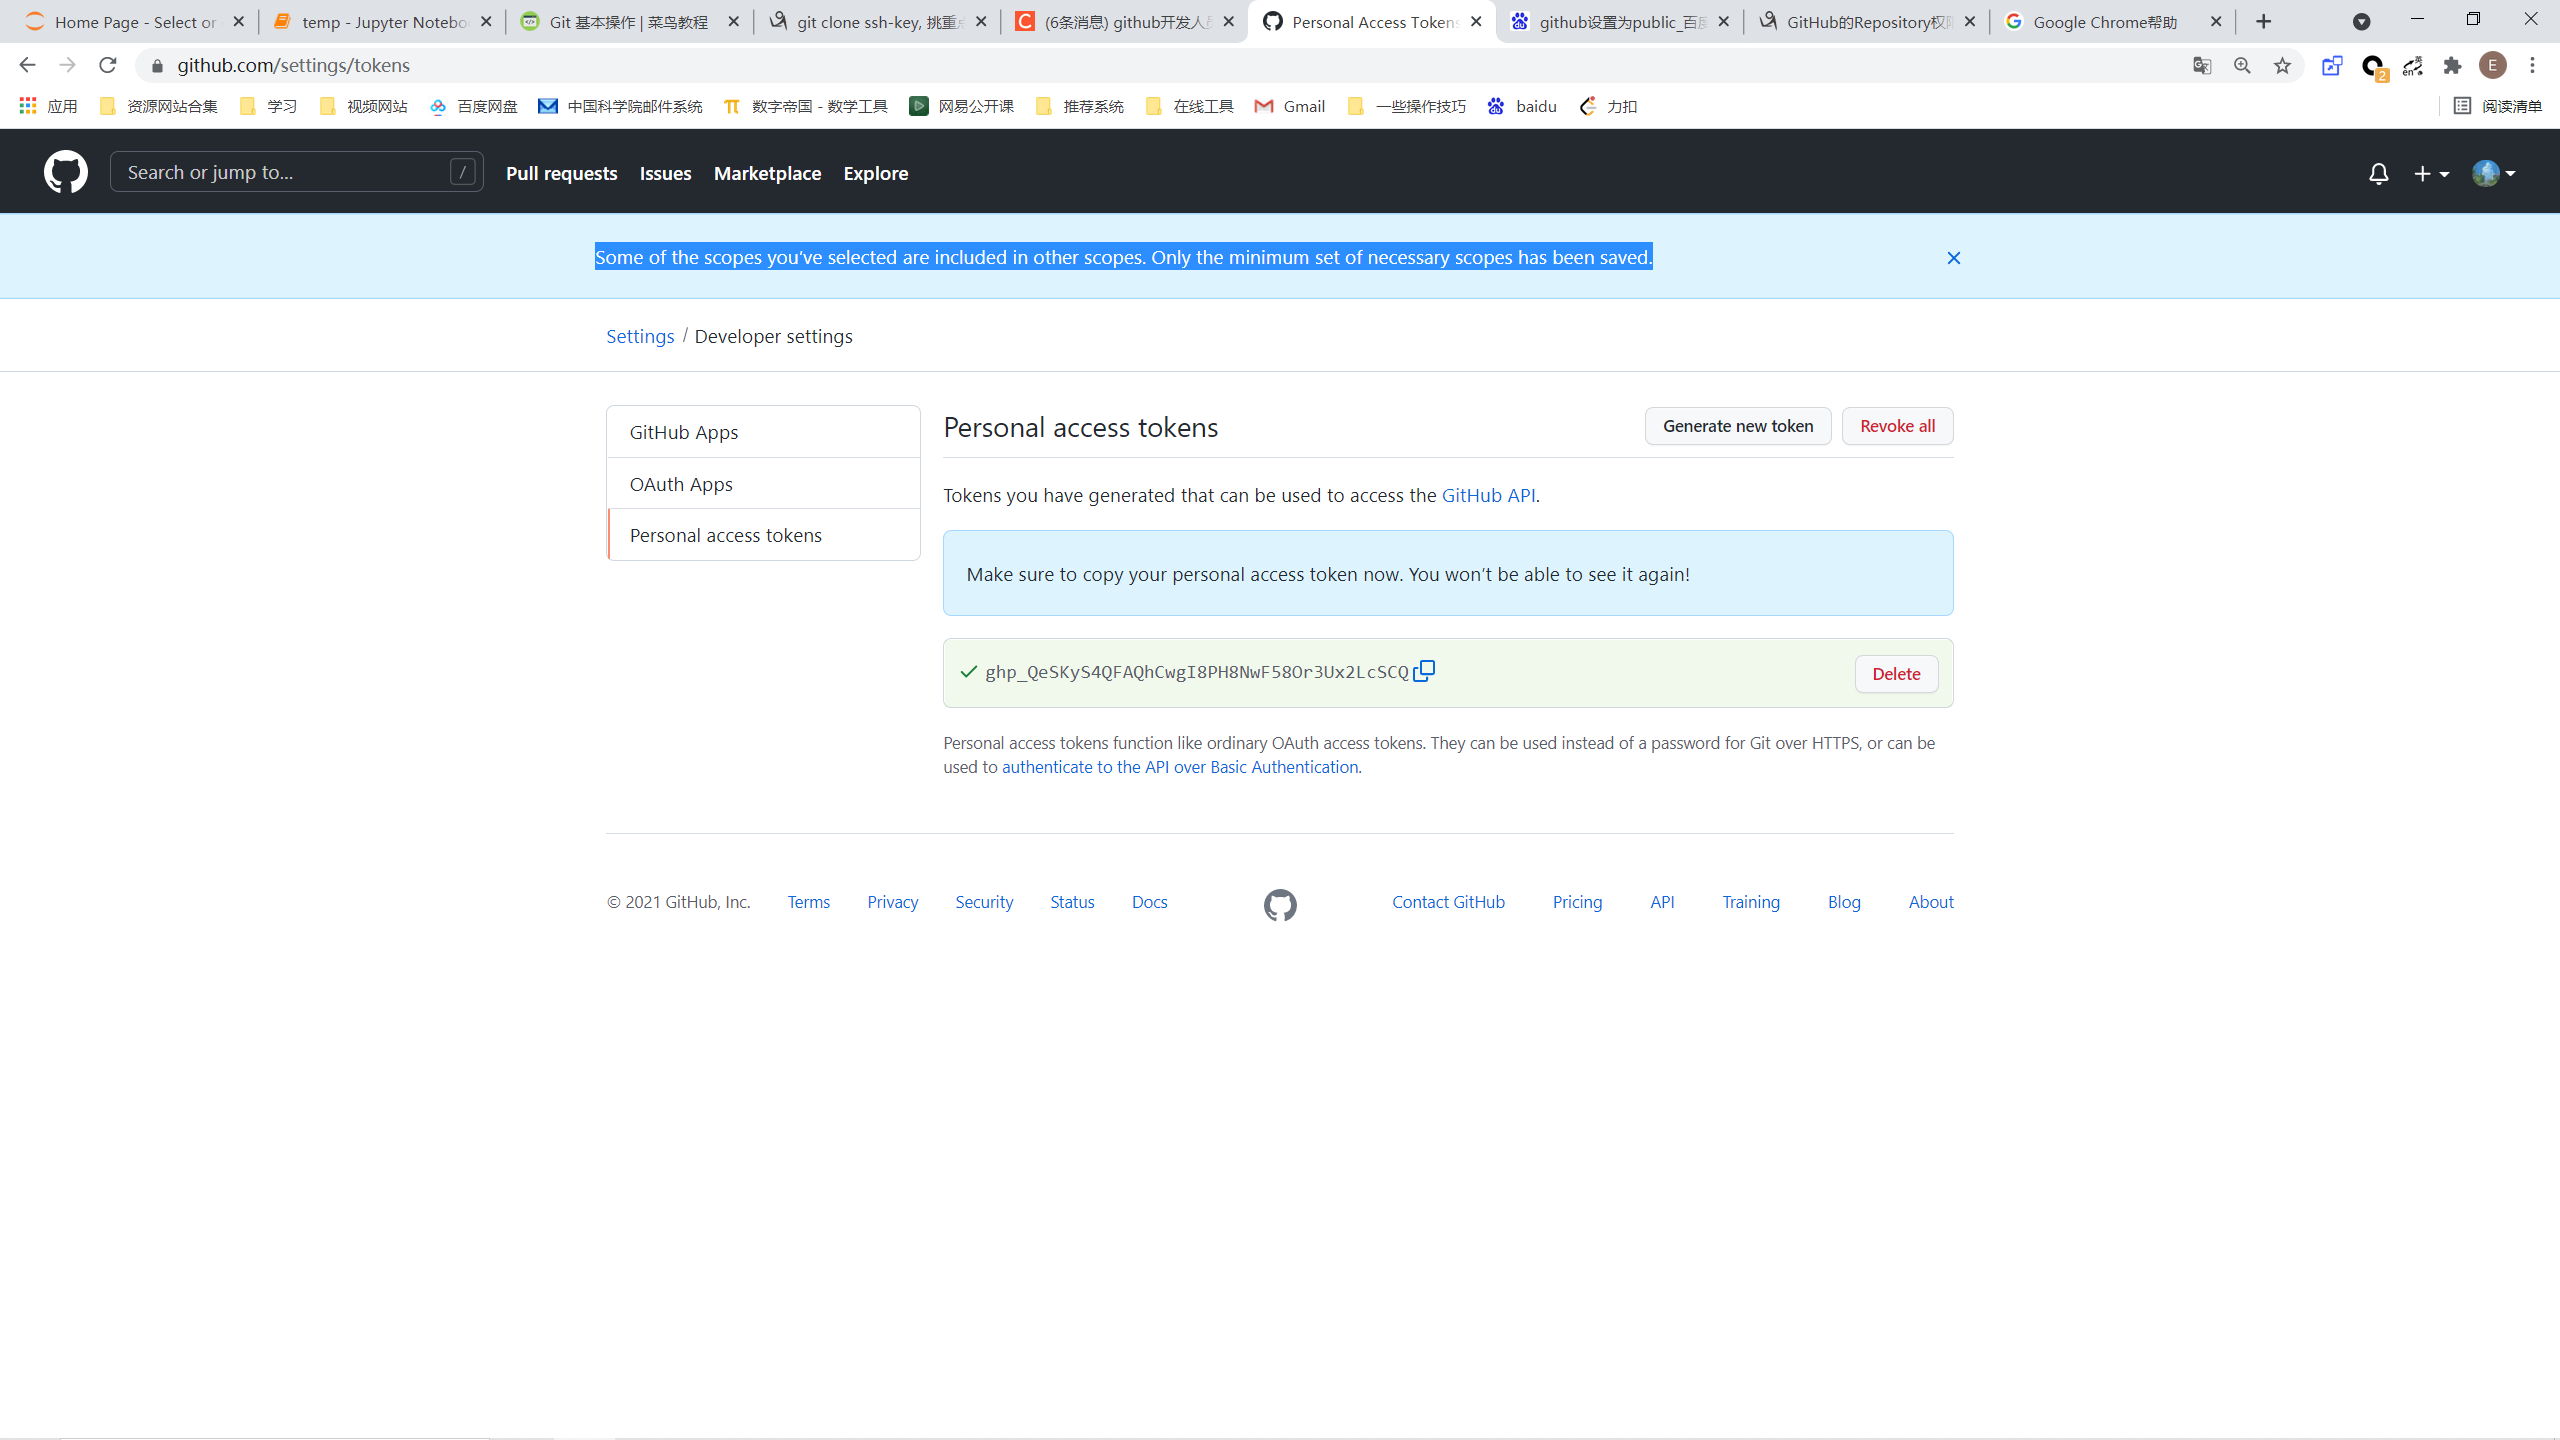 Home Page - Select or
temp - Jupyter Notebo
Git 基本操作 | 菜鸟教程
git clone ssh-key, 挑重
(6条消息) github开发人员
Personal Access Tokens
github设置为public_百度
GitHub的Repository权限
Google Chrome帮助
github.com/settings/tokens
2
英
en
E
应用
资源网站合集
学习
视频网站
百度网盘
中国科学院邮件系统
数字帝国 - 数学工具
网易公开课
推荐系统
在线工具
Gmail
一些操作技巧
baidu
力扣
阅读清单
Search or jump to...
/
Pull requests
Issues
Marketplace
Explore
Some of the scopes you've selected are included in other scopes. Only the minimum set of necessary scopes has been saved.
Settings / Developer settings
GitHub Apps
OAuth Apps
Personal access tokens
Personal access tokens
Generate new token
Revoke all
Tokens you have generated that can be used to access the GitHub API.
Make sure to copy your personal access token now. You won't be able to see it again!
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
Delete
Personal access tokens function like ordinary OAuth access tokens. They can be used instead of a password for Git over HTTPS, or can be
used to authenticate to the API over Basic Authentication.
© 2021 GitHub, Inc.
Terms
Privacy
Security
Status
Docs
Contact GitHub
Pricing
API
Training
Blog
About